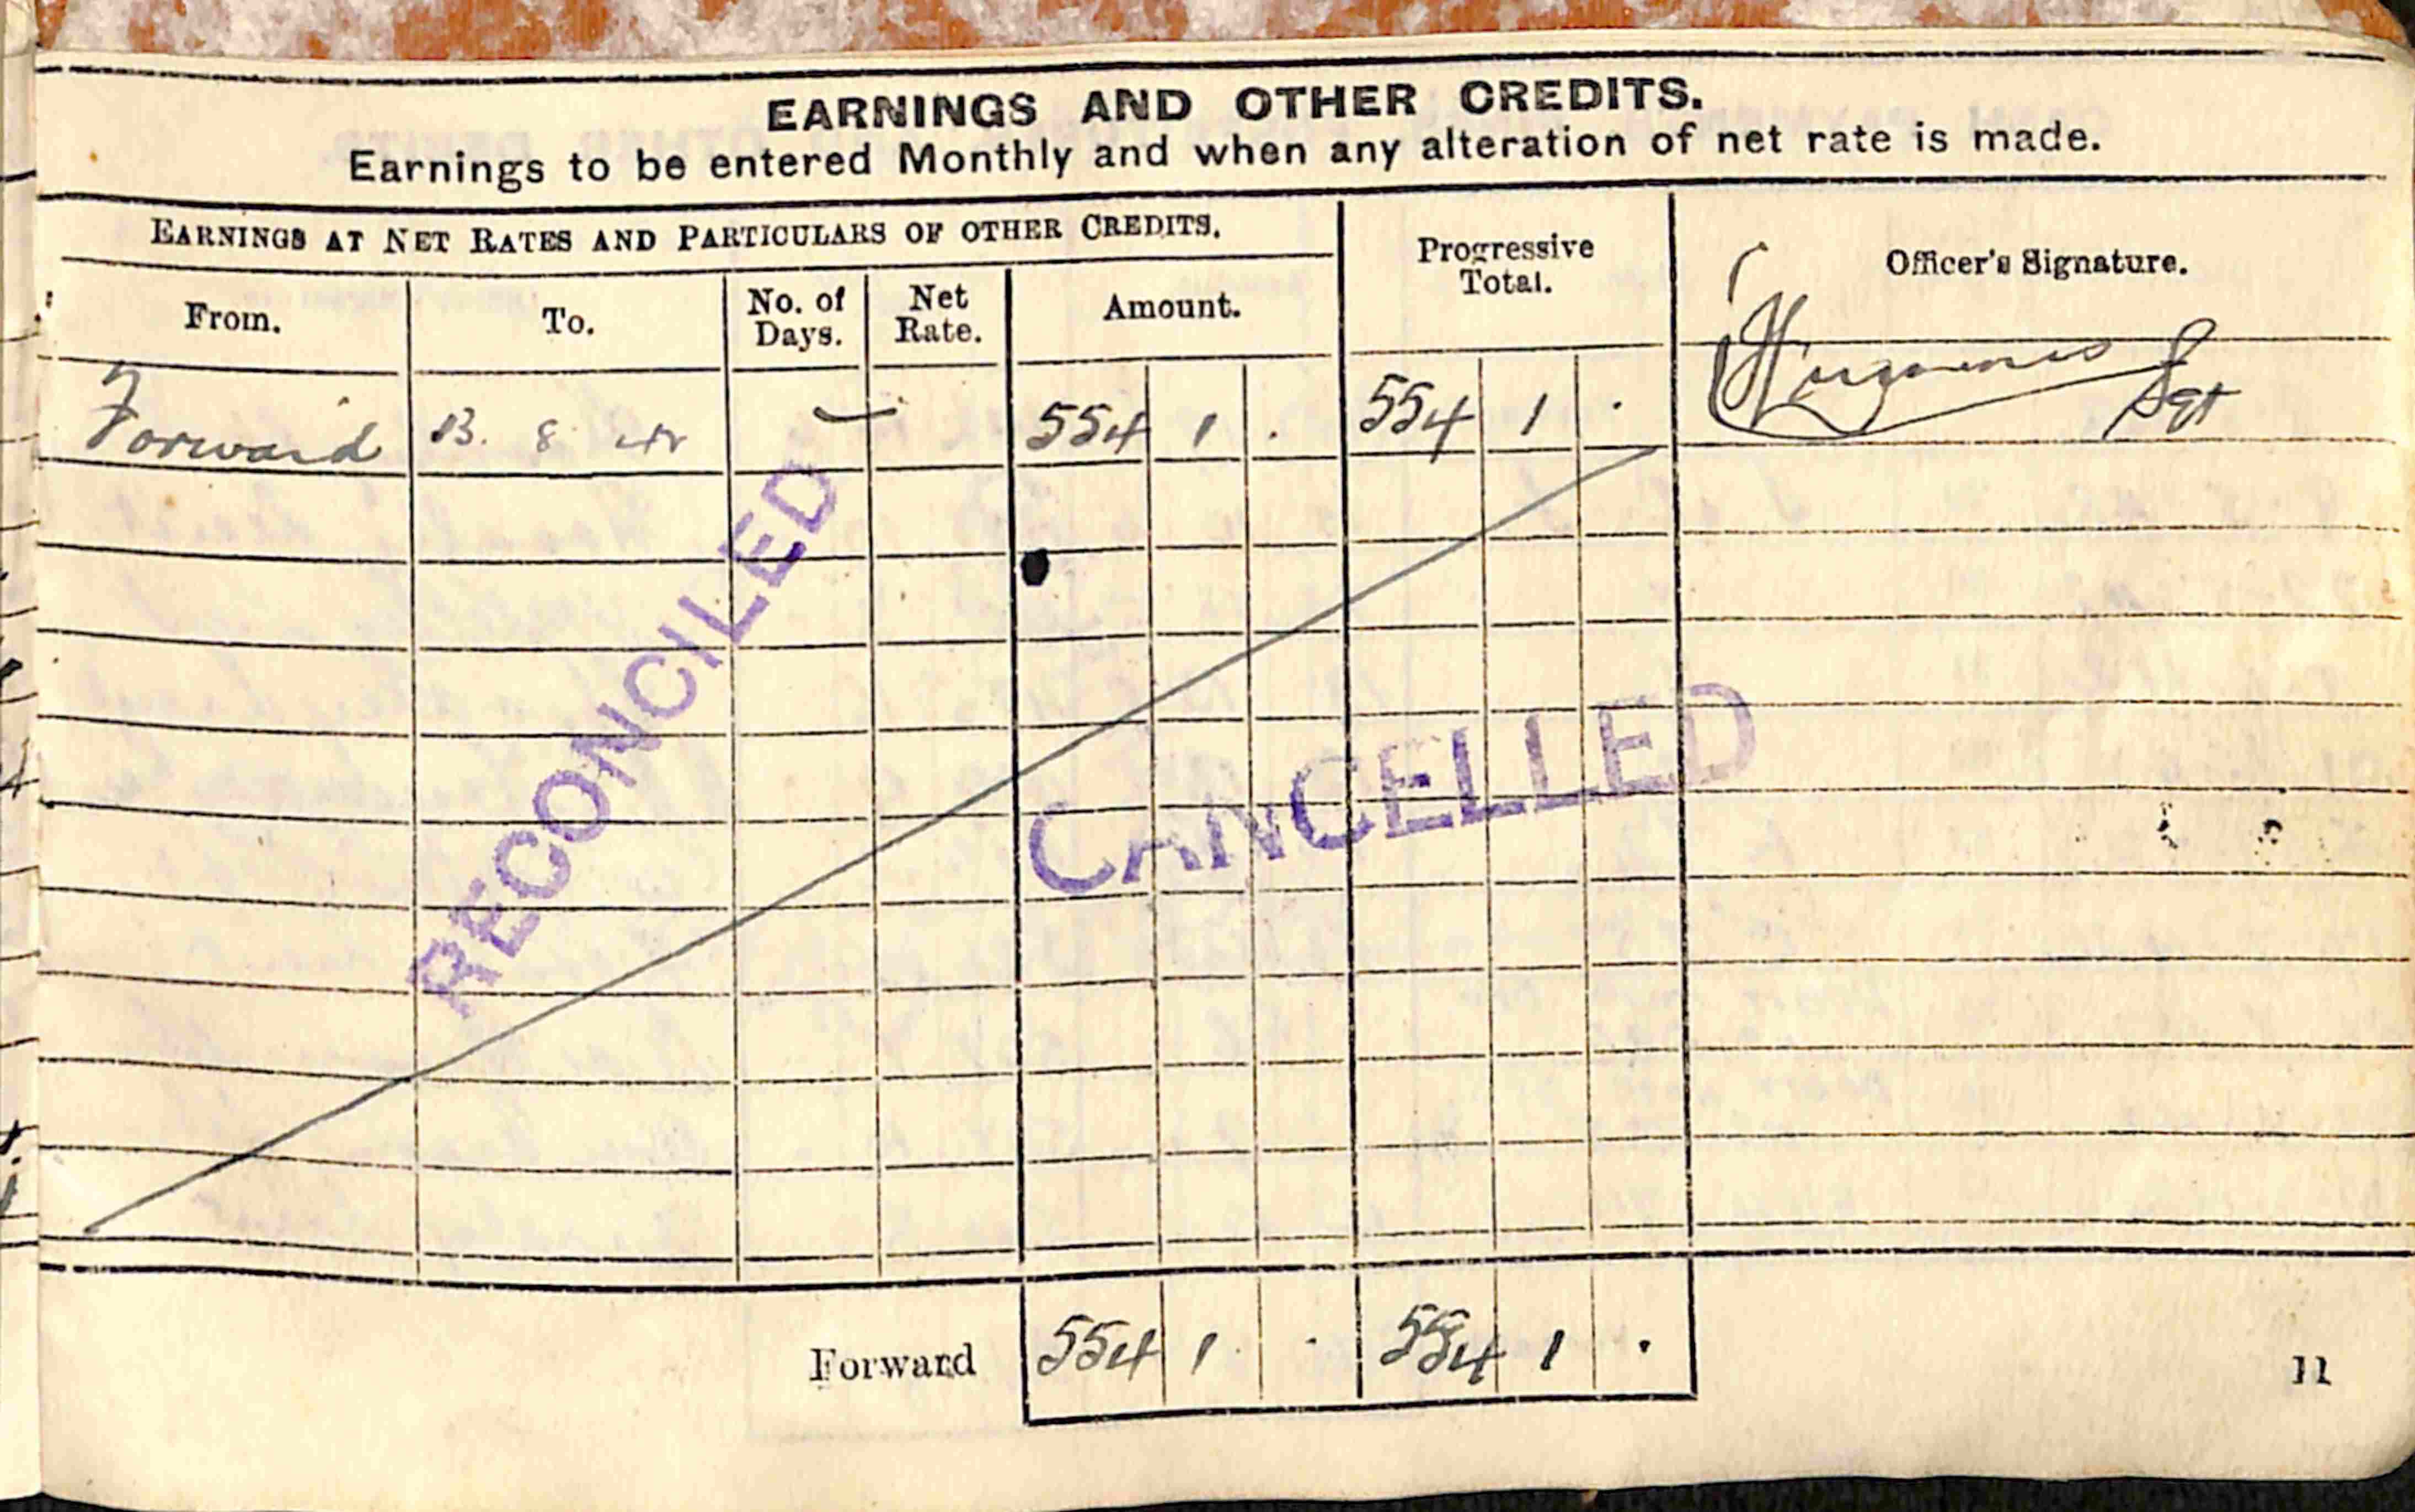 EARNINGS AND OTHER CREDITS.
Earnings to be entered Monthly and when any alteration of net rate is made.
EARNINGS AT NET RATES AND PARTICULARS OF OTHER CREDITS.
Progressive Total.
Officer's Signature.
From.
To.
No. of Days.
Net Rate.
Amount.
Forward 8 554 1 . 554 1 . Sgt
RECONCILED
CANCELLED
Forward 554 1 . 554 1 .
11